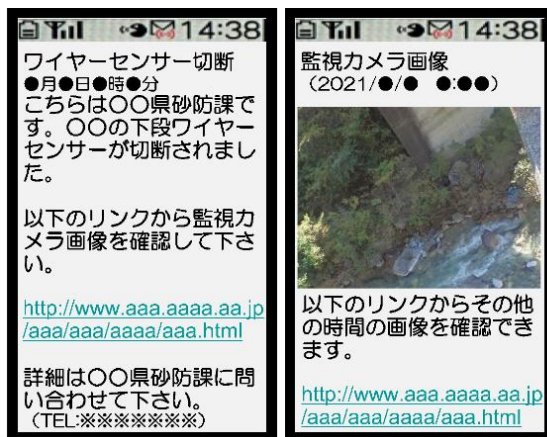 14:38
ワイヤーセンサー切断
●月●日●時●分
こちらは〇〇県砂防課で
す。〇〇の下段ワイヤー
センサーが切断されまし
た。
以下のリンクから監視カ
メラ画像を確認して下さ
い。
http://www.aaa.aaaa.aa.jp
/aaa/aaa/aaaa/aaa.html
詳細は〇〇県砂防課に問
い合わせて下さい。
（TEL:※※※※※※※）
14:38
監視カメラ画像
（2021/●/● ●:●●）
以下のリンクからその他
の時間の画像を確認でき
ます。
http://www.aaa.aaaa.aa.jp
/aaa/aaa/aaaa/aaa.html